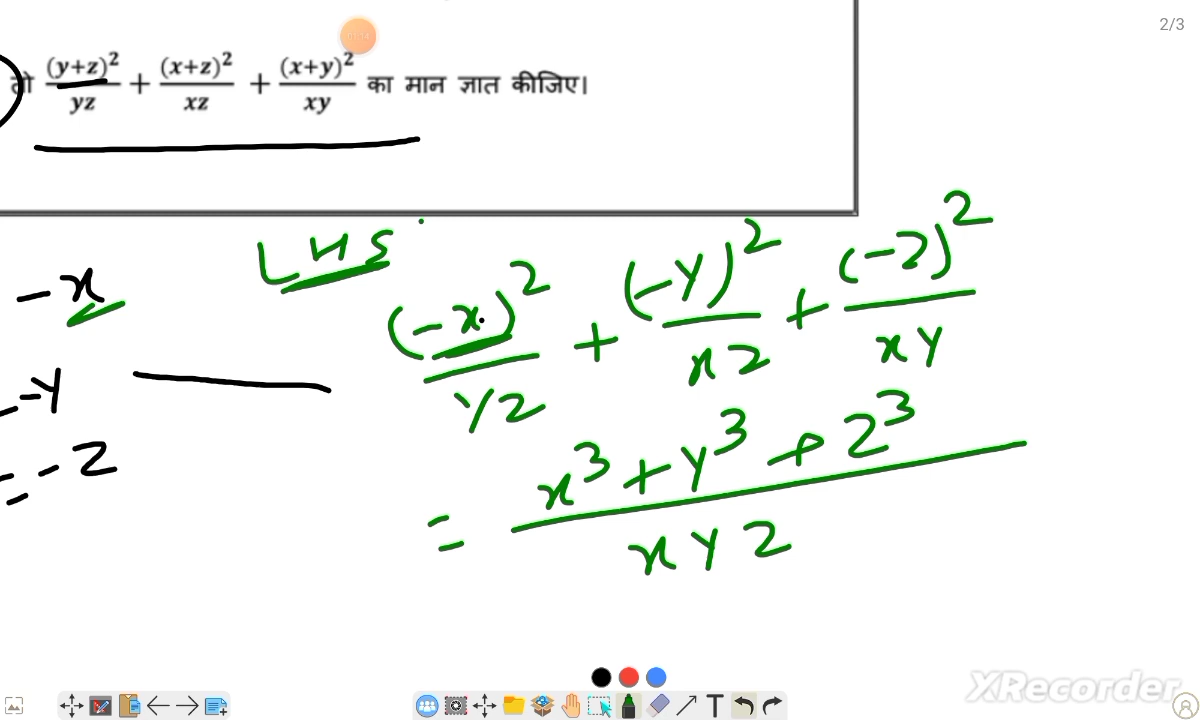 2/3
तो (y+z)²/yz + (x+z)²/xz + (x+y)²/xy का मान ज्ञात कीजिए।
LHS
-x
-y
= -z
(-x)²/yz + (-y)²/xz + (-z)²/xy
= x³+y³+z³/xyz
XRecorder